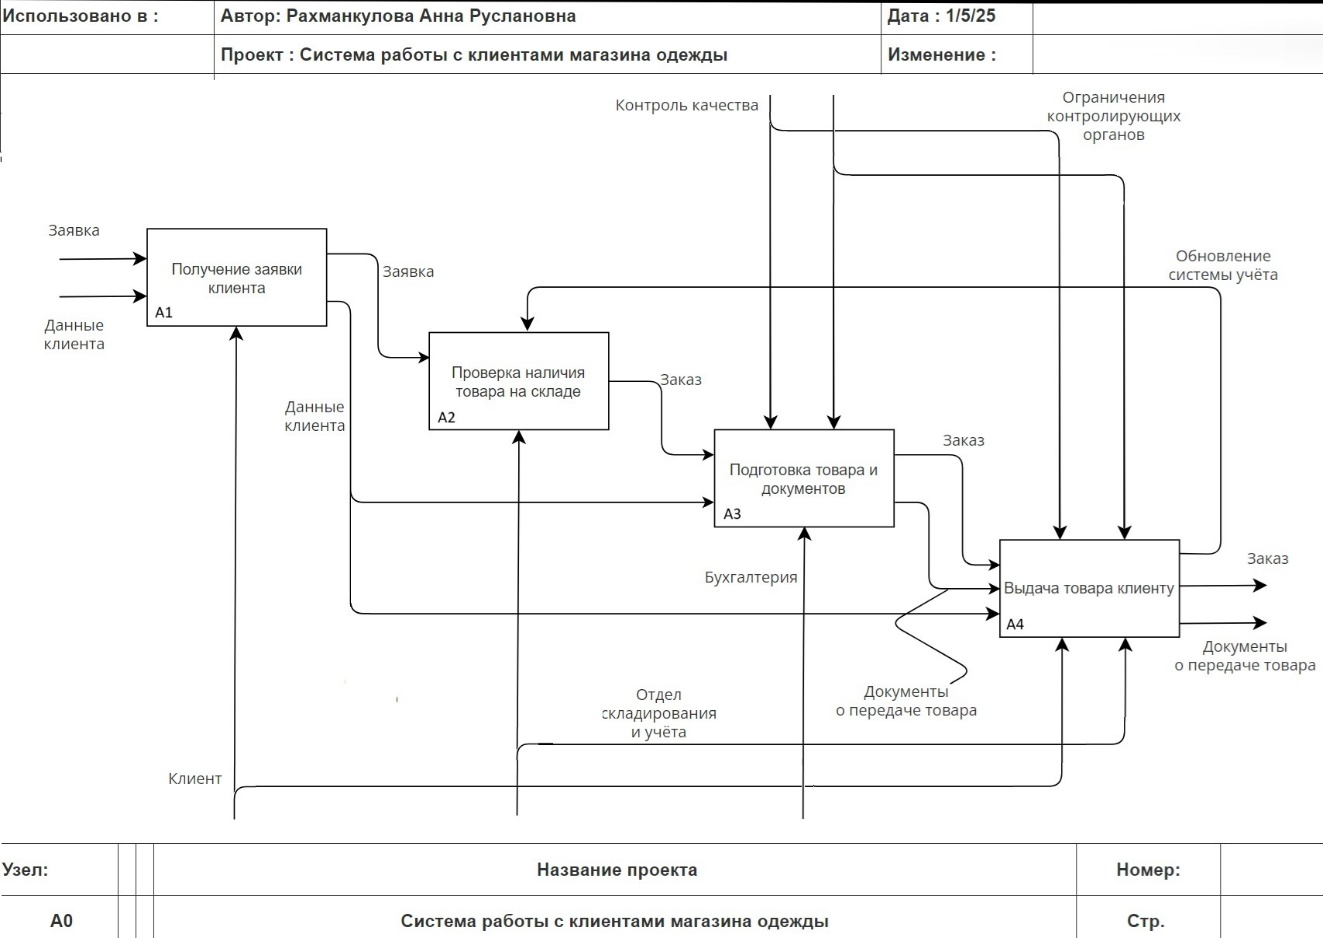 Использовано в :
Автор: Рахманкулова Анна Руслановна
Дата : 1/5/25
Проект : Система работы с клиентами магазина одежды
Изменение :
Контроль качества
Ограничения
контролирующих
органов
Заявка
Получение заявки
клиента
A1
Данные
клиента
Заявка
Обновление
системы учёта
Проверка наличия
товара на складе
A2
Заказ
Данные
клиента
Подготовка товара и
документов
A3
Заказ
Бухгалтерия
Выдача товара клиенту
A4
Заказ
Документы
о передаче товара
Документы
о передаче товара
Отдел
складирования
и учёта
Клиент
Узел:
Название проекта
Номер:
A0
Система работы с клиентами магазина одежды
Стр.